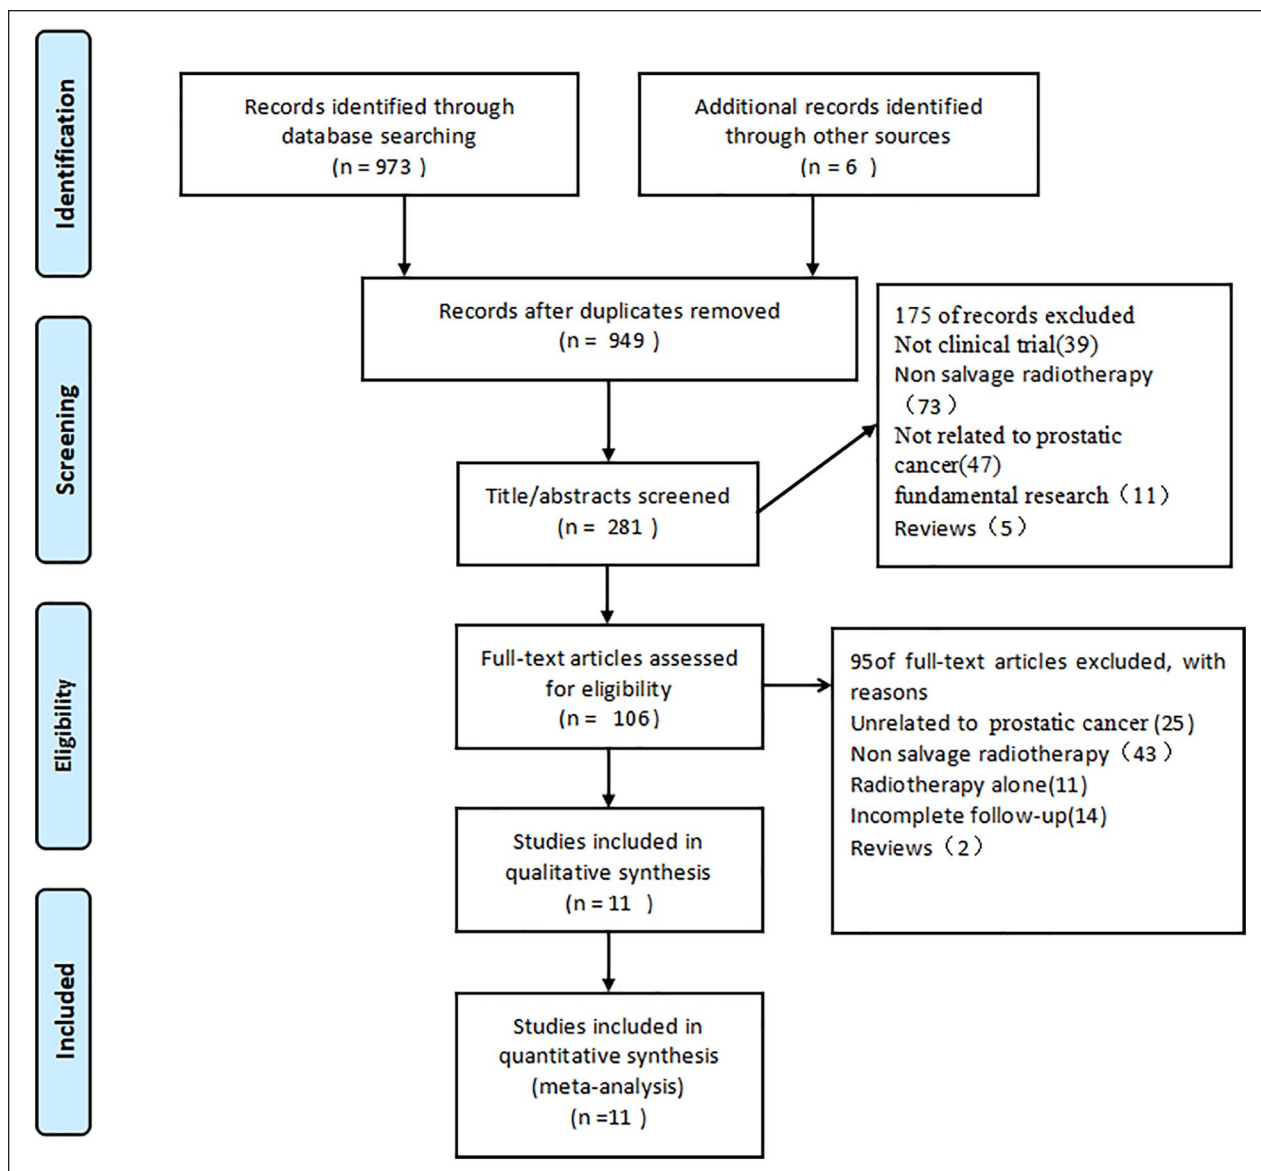 Identification
Records identified through
database searching
(n = 973 )
Additional records identified
through other sources
(n = 6 )
Records after duplicates removed
(n = 949 )
Screening
175 of records excluded
Not clinical trial(39)
Non salvage radiotherapy
（73）
Not related to prostatic
cancer(47)
fundamental research（11）
Reviews（5）
Title/abstracts screened
(n = 281 )
Eligibility
Full-text articles assessed
for eligibility
(n = 106)
95of full-text articles excluded, with
reasons
Unrelated to prostatic cancer (25)
Non salvage radiotherapy（43）
Radiotherapy alone(11)
Incomplete follow-up(14)
Reviews（2）
Studies included in
qualitative synthesis
(n = 11 )
Included
Studies included in
quantitative synthesis
(meta-analysis)
(n =11 )